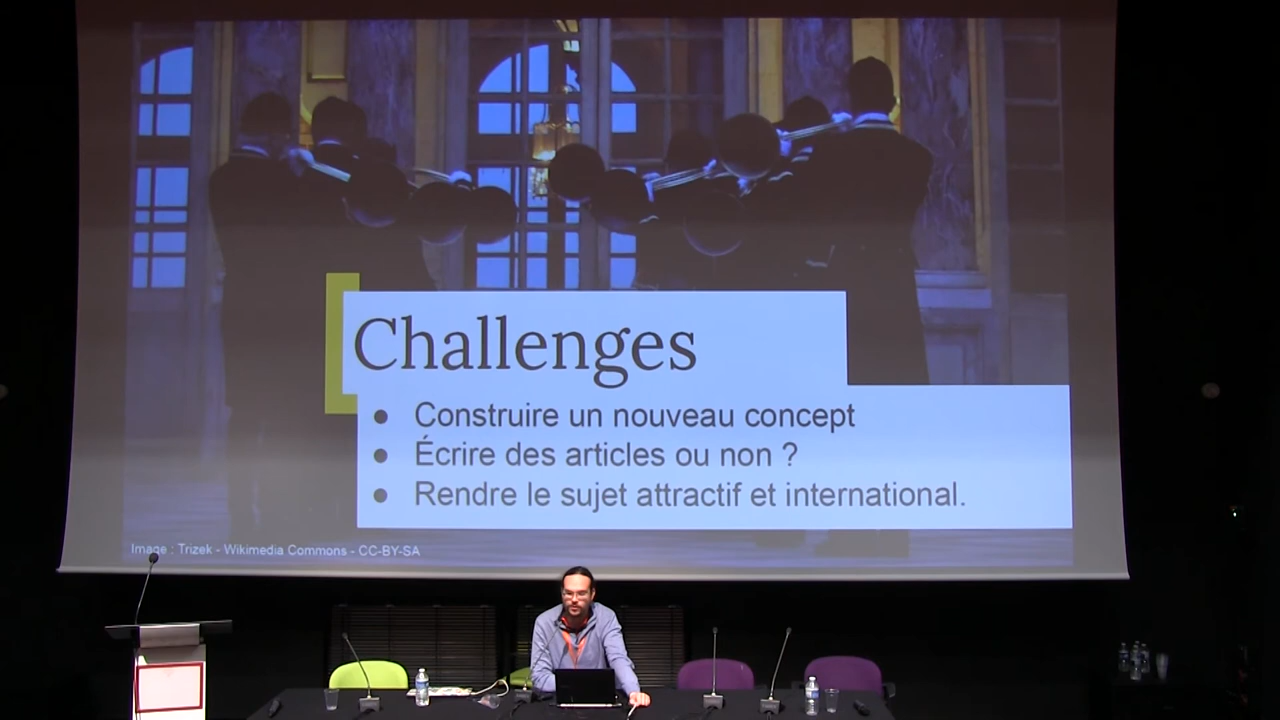 Challenges
● Construire un nouveau concept
● Écrire des articles ou non ?
● Rendre le sujet attractif et international.
Image : Trizek - Wikimedia Commons - CC-BY-SA